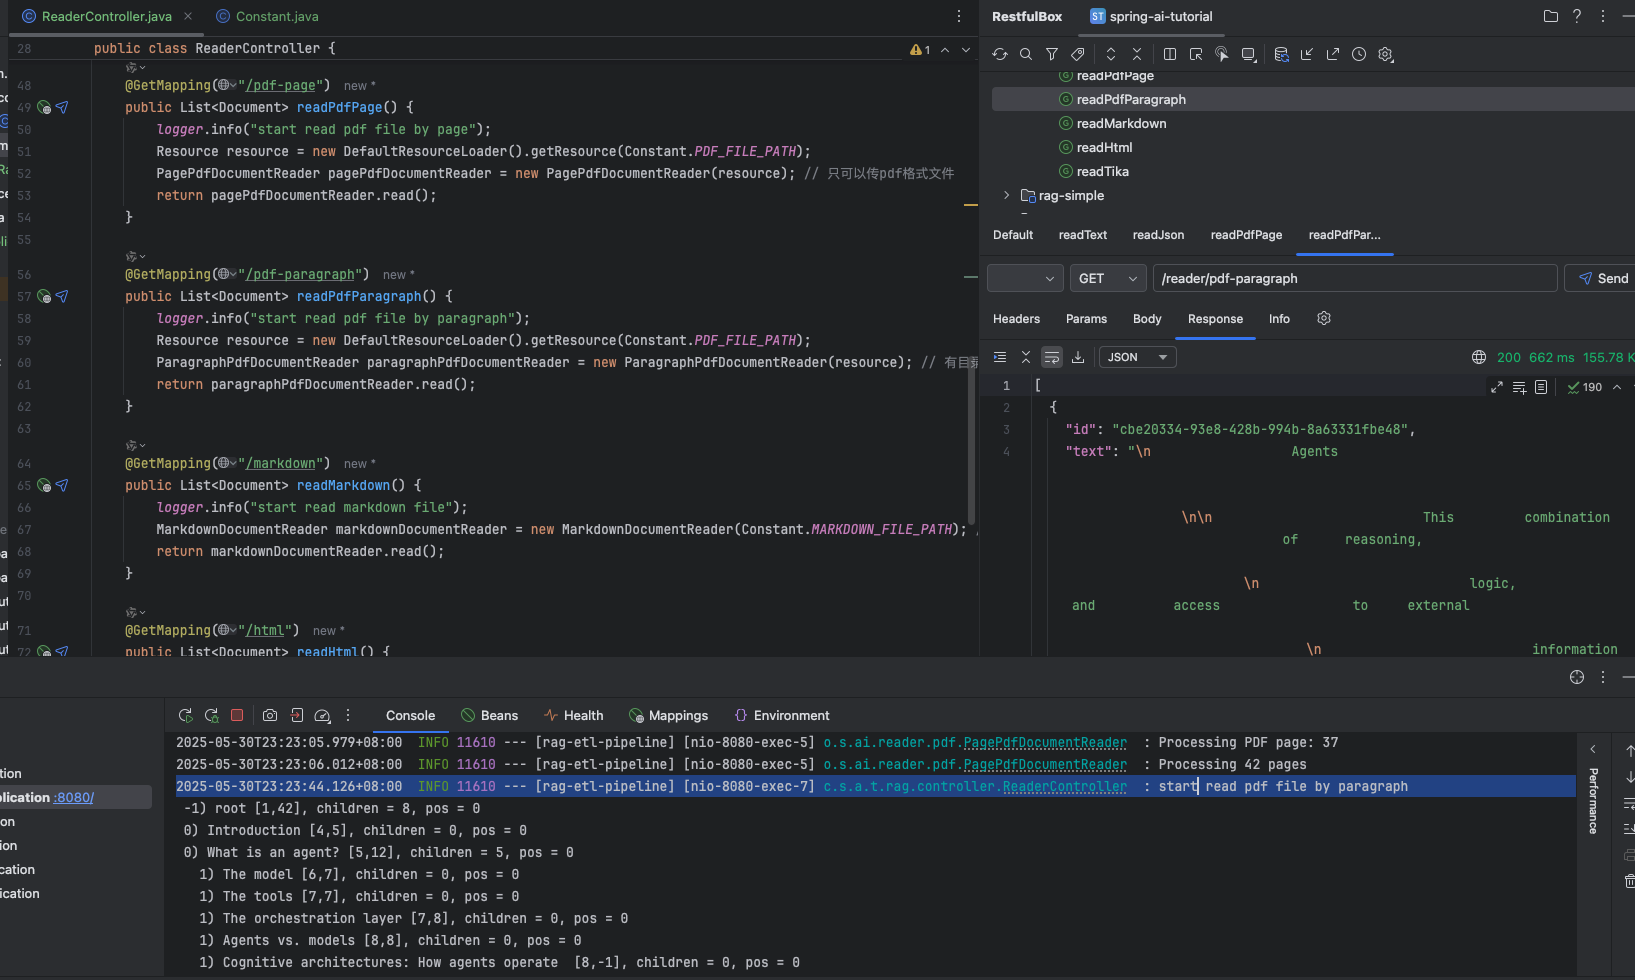 ReaderController.java
Constant.java
28 public class ReaderController {
1
48 @GetMapping("/pdf-page") new *
49 public List<Document> readPdfPage() {
50 logger.info("start read pdf file by page");
51 Resource resource = new DefaultResourceLoader().getResource(Constant.PDF_FILE_PATH);
52 PagePdfDocumentReader pagePdfDocumentReader = new PagePdfDocumentReader(resource); // 只可以传pdf格式文件
53 return pagePdfDocumentReader.read();
54 }
55
56 @GetMapping("/pdf-paragraph") new *
57 public List<Document> readPdfParagraph() {
58 logger.info("start read pdf file by paragraph");
59 Resource resource = new DefaultResourceLoader().getResource(Constant.PDF_FILE_PATH);
60 ParagraphPdfDocumentReader paragraphPdfDocumentReader = new ParagraphPdfDocumentReader(resource); // 有目
61 return paragraphPdfDocumentReader.read();
62 }
63
64 @GetMapping("/markdown") new *
65 public List<Document> readMarkdown() {
66 logger.info("start read markdown file");
67 MarkdownDocumentReader markdownDocumentReader = new MarkdownDocumentReader(Constant.MARKDOWN_FILE_PATH);
68 return markdownDocumentReader.read();
69 }
70
71 @GetMapping("/html") new *
72 public List<Document> readHtml() {
RestfulBox
ST spring-ai-tutorial
readPdfPage
readPdfParagraph
readMarkdown
readHtml
readTika
rag-simple
Default readText readJson readPdfPage readPdfPar...
GET /reader/pdf-paragraph Send
Headers Params Body Response Info
JSON 200 662 ms 155.78 K
1 [
190
2 {
3 "id": "cbe20334-93e8-428b-994b-8a63331fbe48",
4 "text": "\n Agents
\n\n This combination
of reasoning,
\n logic,
and access to external
\n information
Console Beans Health Mappings Environment
2025-05-30T23:23:05.979+08:00 INFO 11610 --- [rag-etl-pipeline] [nio-8080-exec-5] o.s.ai.reader.pdf.PagePdfDocumentReader : Processing PDF page: 37
2025-05-30T23:23:06.012+08:00 INFO 11610 --- [rag-etl-pipeline] [nio-8080-exec-5] o.s.ai.reader.pdf.PagePdfDocumentReader : Processing 42 pages
2025-05-30T23:23:44.126+08:00 INFO 11610 --- [rag-etl-pipeline] [nio-8080-exec-7] c.s.a.t.rag.controller.ReaderController : start read pdf file by paragraph
-1) root [1,42], children = 8, pos = 0
0) Introduction [4,5], children = 0, pos = 0
0) What is an agent? [5,12], children = 5, pos = 0
1) The model [6,7], children = 0, pos = 0
1) The tools [7,7], children = 0, pos = 0
1) The orchestration layer [7,8], children = 0, pos = 0
1) Agents vs. models [8,8], children = 0, pos = 0
1) Cognitive architectures: How agents operate [8,-1], children = 0, pos = 0
tion
plication :8080/
on
ion
cation
ication
Performance